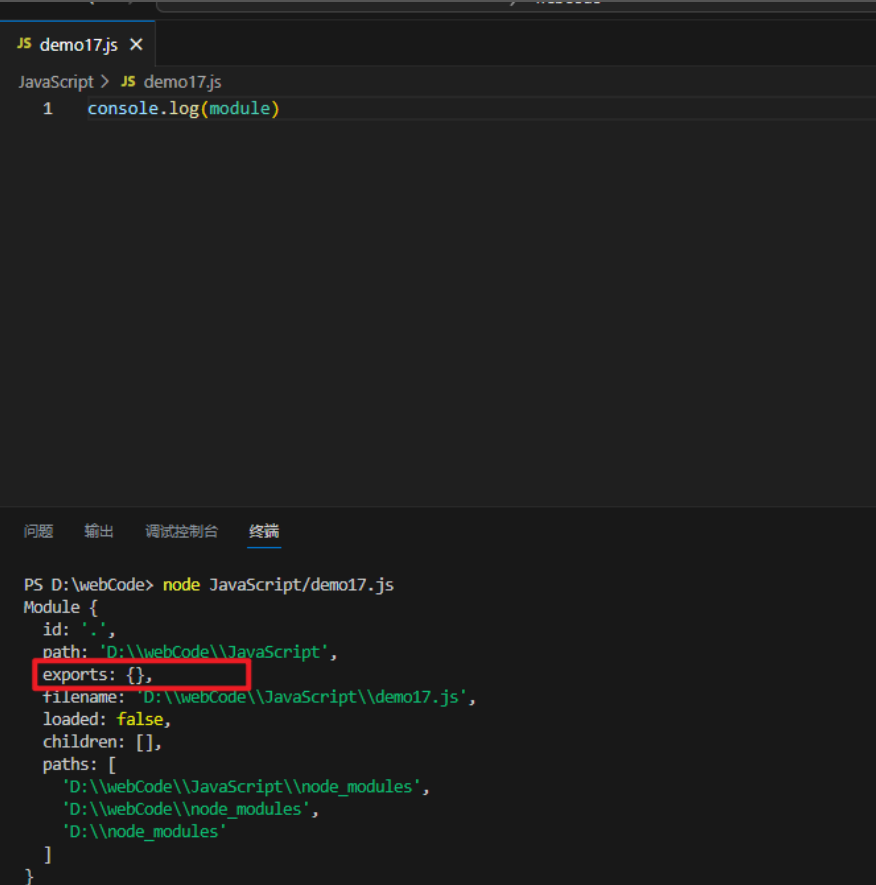 JS demo17.js ×
JavaScript > JS demo17.js
1 console.log(module)
问题 输出 调试控制台 终端
PS D:\webCode> node JavaScript/demo17.js
Module {
  id: '.',
  path: 'D:\\webCode\\JavaScript',
  exports: {},
  filename: 'D:\\webCode\\JavaScript\\demo17.js',
  loaded: false,
  children: [],
  paths: [
    'D:\\webCode\\JavaScript\\node_modules',
    'D:\\webCode\\node_modules',
    'D:\\node_modules'
  ]
}